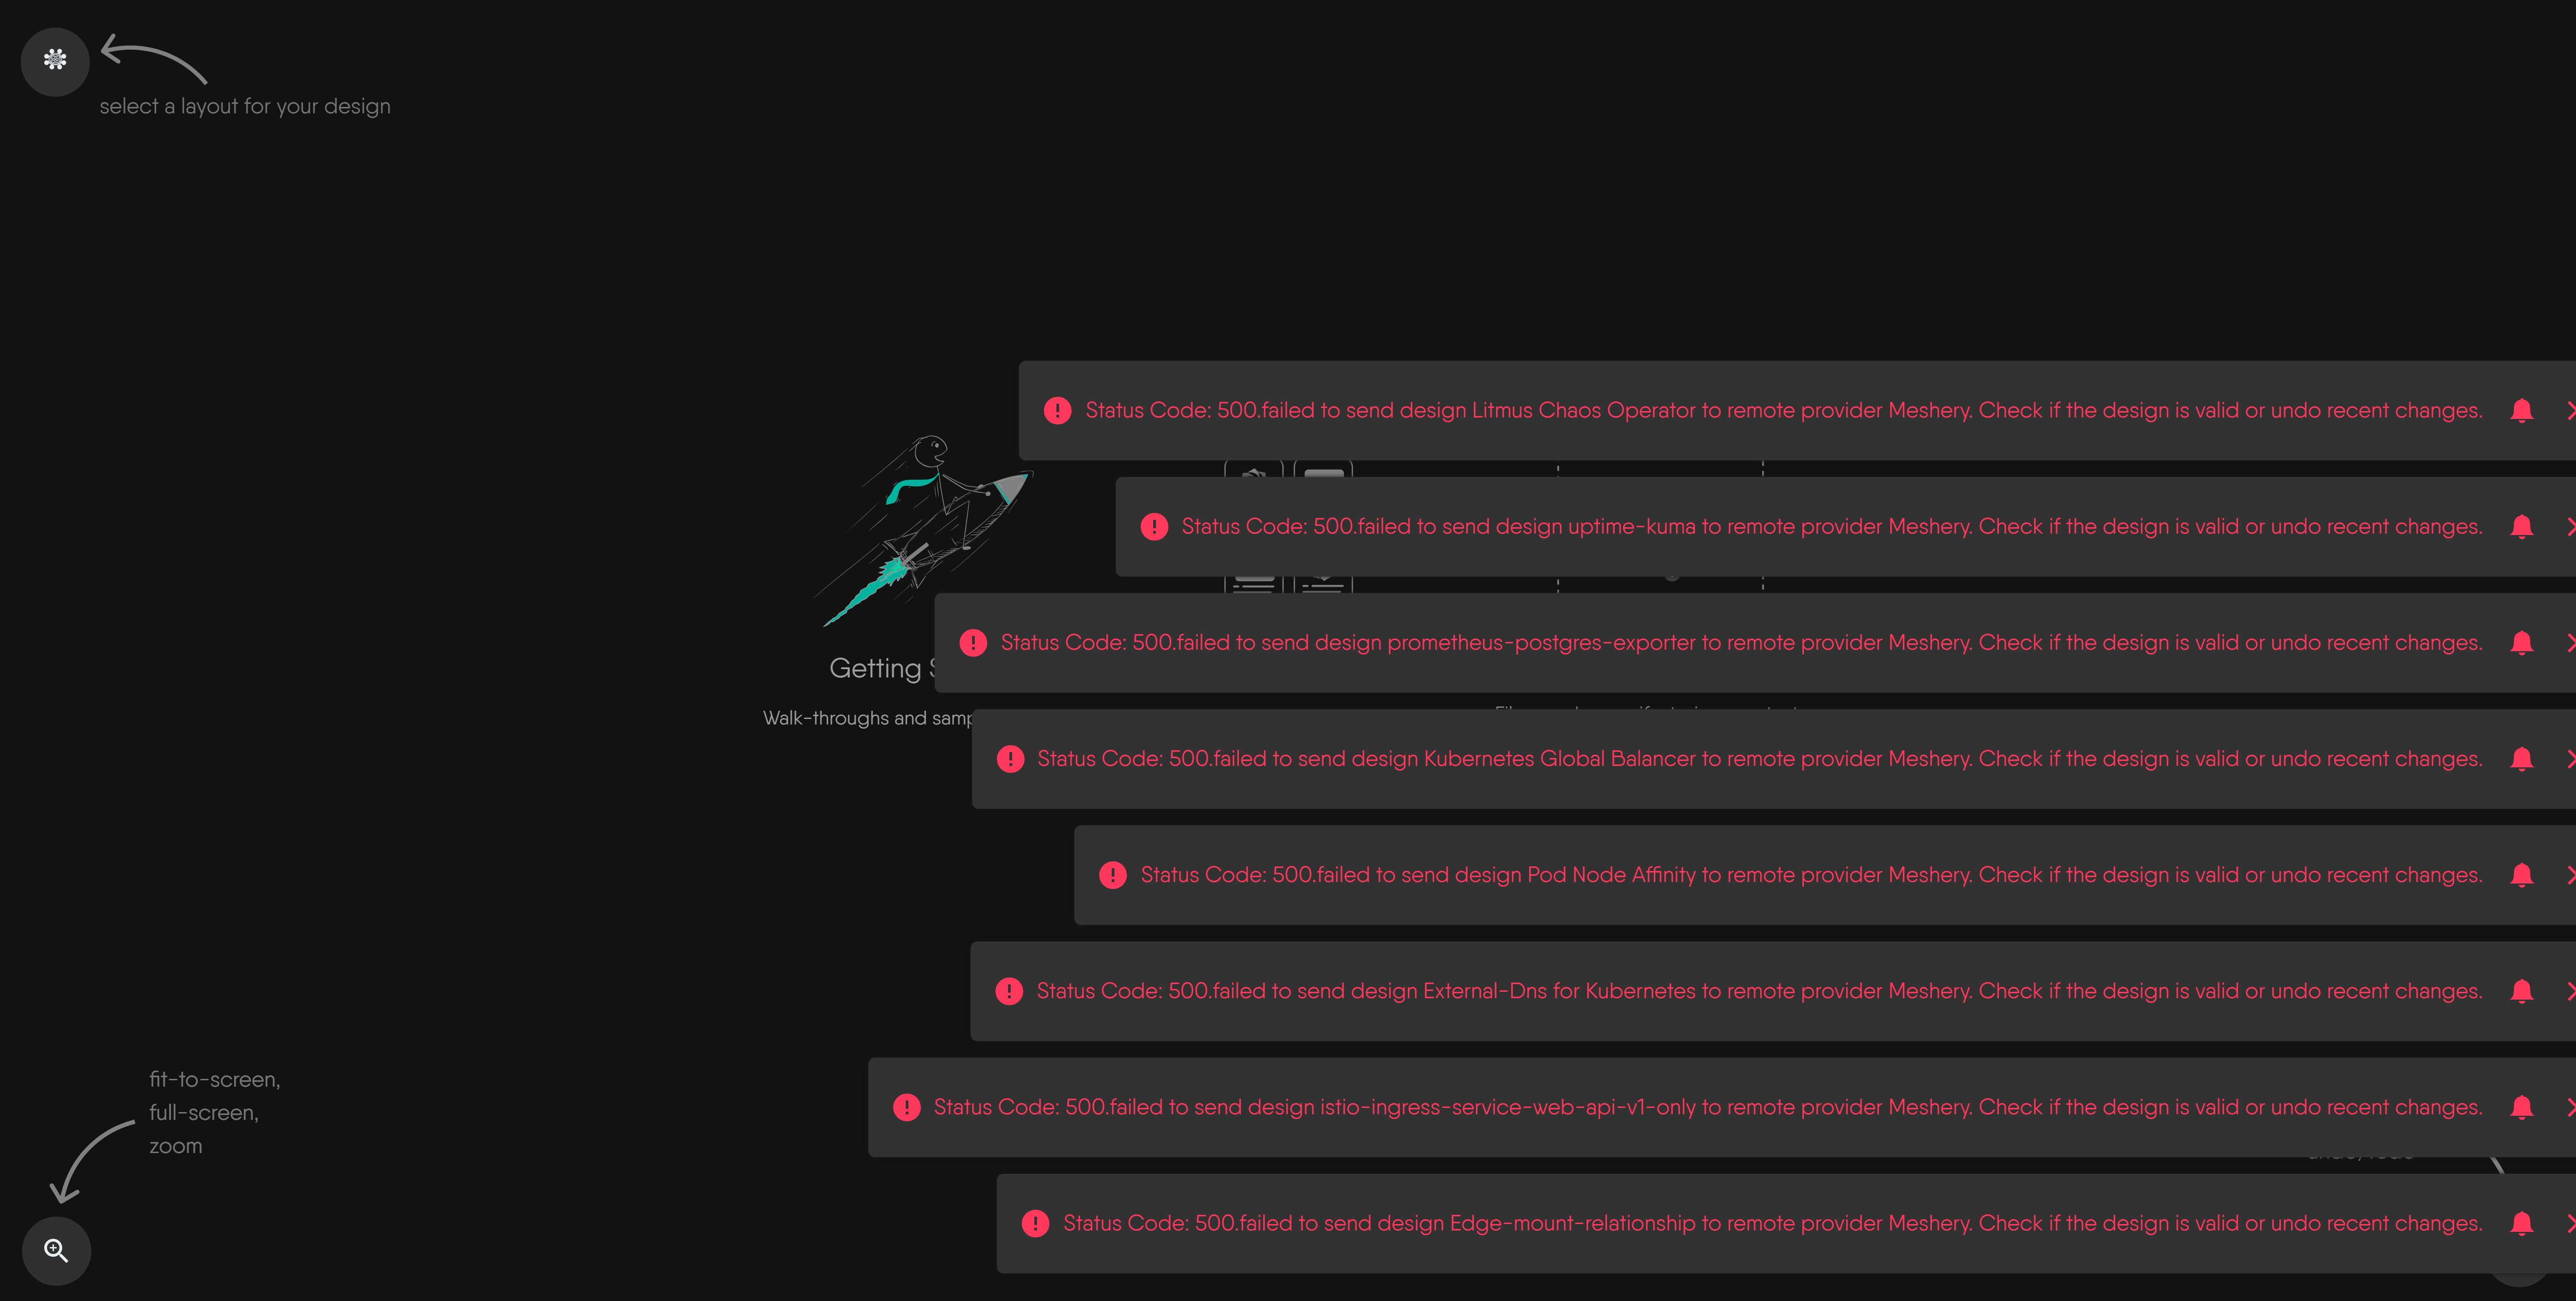 select a layout for your design
Status Code: 500.failed to send design Litmus Chaos Operator to remote provider Meshery. Check if the design is valid or undo recent changes.
Status Code: 500.failed to send design uptime-kuma to remote provider Meshery. Check if the design is valid or undo recent changes.
Status Code: 500.failed to send design prometheus-postgres-exporter to remote provider Meshery. Check if the design is valid or undo recent changes.
Getting
Walk-throughs and
Status Code: 500.failed to send design Kubernetes Global Balancer to remote provider Meshery. Check if the design is valid or undo recent changes.
Status Code: 500.failed to send design Pod Node Affinity to remote provider Meshery. Check if the design is valid or undo recent changes.
Status Code: 500.failed to send design External-Dns for Kubernetes to remote provider Meshery. Check if the design is valid or undo recent changes.
fit-to-screen,
full-screen,
zoom
Status Code: 500.failed to send design istio-ingress-service-web-api-v1-only to remote provider Meshery. Check if the design is valid or undo recent changes.
Status Code: 500.failed to send design Edge-mount-relationship to remote provider Meshery. Check if the design is valid or undo recent changes.